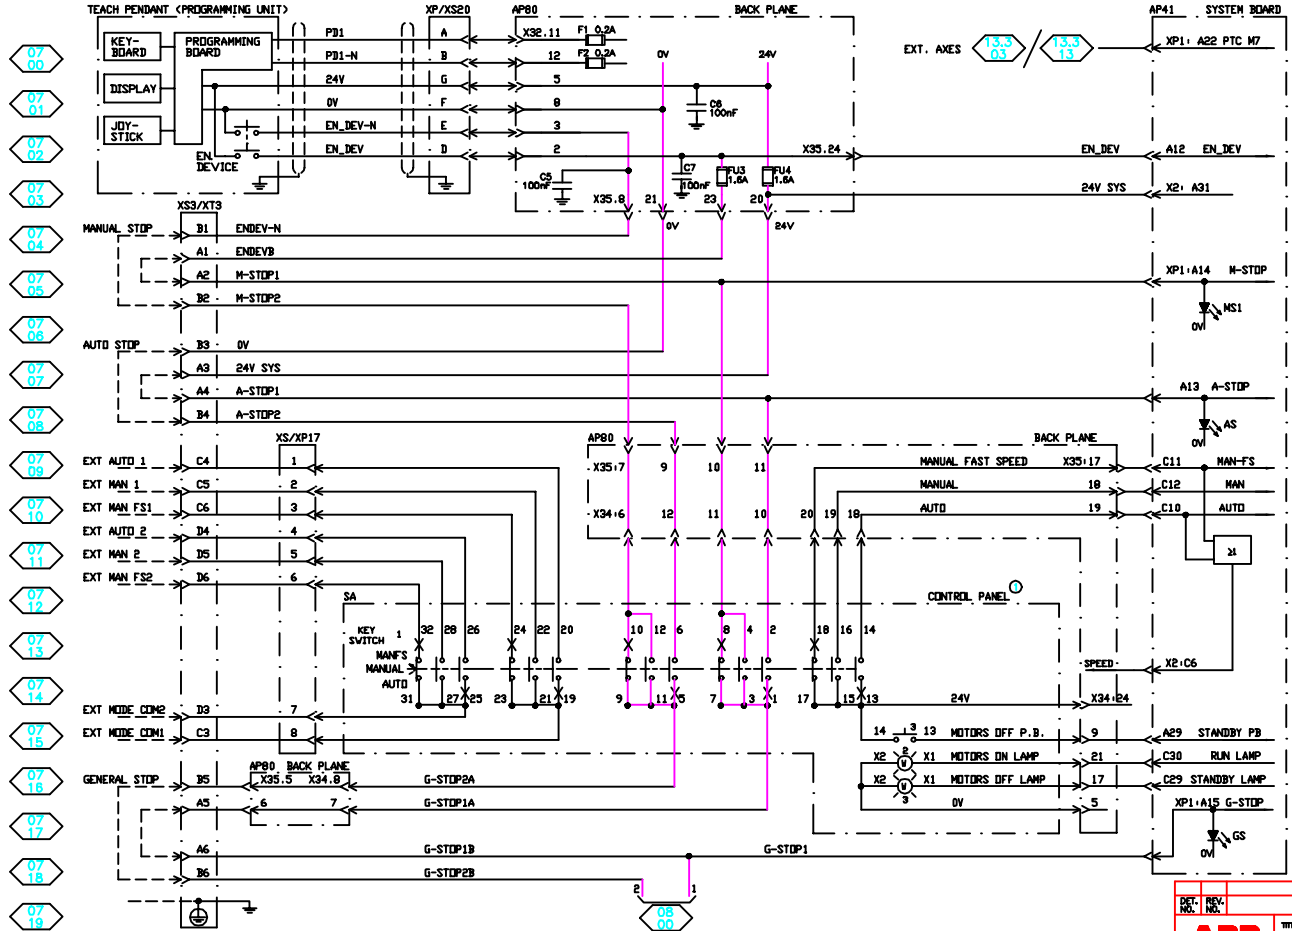 TEACH PENDANT (PROGRAMMING UNIT) XP/XS20 AP80 BACK PLANE AP41 SYSTEM BOARD
KEY-
BOARD
PROGRAMMING
BOARD
DISPLAY
JOY-
STICK
EN.
DEVICE
PD1 A X32.11 F1 0.2A
PD1-N B 12 F2 0.2A
24V G 5
0V F 8
EN_DEV-N E 3
EN_DEV D 2
0V 24V
C6
100nF
C5
100nF
C7
100nF
FU3
1.6A
FU4
1.6A
X35.24
X35.8 21 23 20
0V 24V
EXT. AXES 13.3
03 / 13.3
13
XP1: A22 PTC M7
EN_DEV A12 EN_DEV
24V SYS X2: A31
07
00
07
01
07
02
07
03
07
04
07
05
07
06
07
07
07
08
07
09
07
10
07
11
07
12
07
13
07
14
07
15
07
16
07
17
07
18
07
19
XS3/XT3
MANUAL STOP B1 ENDEV-N
A1 ENDEVB
A2 M-STOP1 XP1:A14 M-STOP
B2 M-STOP2
MS1
0V
AUTO STOP B3 0V
A3 24V SYS
A4 A-STOP1 A13 A-STOP
B4 A-STOP2
AS
0V
XS/XP17
AP80 BACK PLANE
EXT AUTO 1 C4 1
EXT MAN 1 C5 2
EXT MAN FS1 C6 3
EXT AUTO 2 D4 4
EXT MAN 2 D5 5
EXT MAN FS2 D6 6
X35:7 9 10 11
X34:6 12 11 10 20 19 18
MANUAL FAST SPEED X35:17 C11 MAN-FS
MANUAL 18 C12 MAN
AUTO 19 C10 AUTO
R
SA CONTROL PANEL 1
KEY
SWITCH 1
MANFS
MANUAL
AUTO
32 28 26 24 22 20 10 12 6 8 4 2 18 16 14
31 27 25 23 21 19 9 11 5 7 3 1 17 15 13
SPEED X2:C6
24V X34:24
EXT MODE COM2 D3 7
EXT MODE COM1 C3 8
14 3 13 MOTORS OFF P.B. 9 A29 STANDBY PB
X2 2 X1 MOTORS ON LAMP 21 C30 RUN LAMP
X2 3 X1 MOTORS OFF LAMP 17 C29 STANDBY LAMP
0V 5
AP80 BACK PLANE
X35.5 X34.8
GENERAL STOP B5 G-STOP2A
A5 6 7 G-STOP1A
XP1:A15 G-STOP
GS
0V
A6 G-STOP1B G-STOP1
B6 G-STOP2B
2 1
08
00
DET.
NO.
REV.
NO.